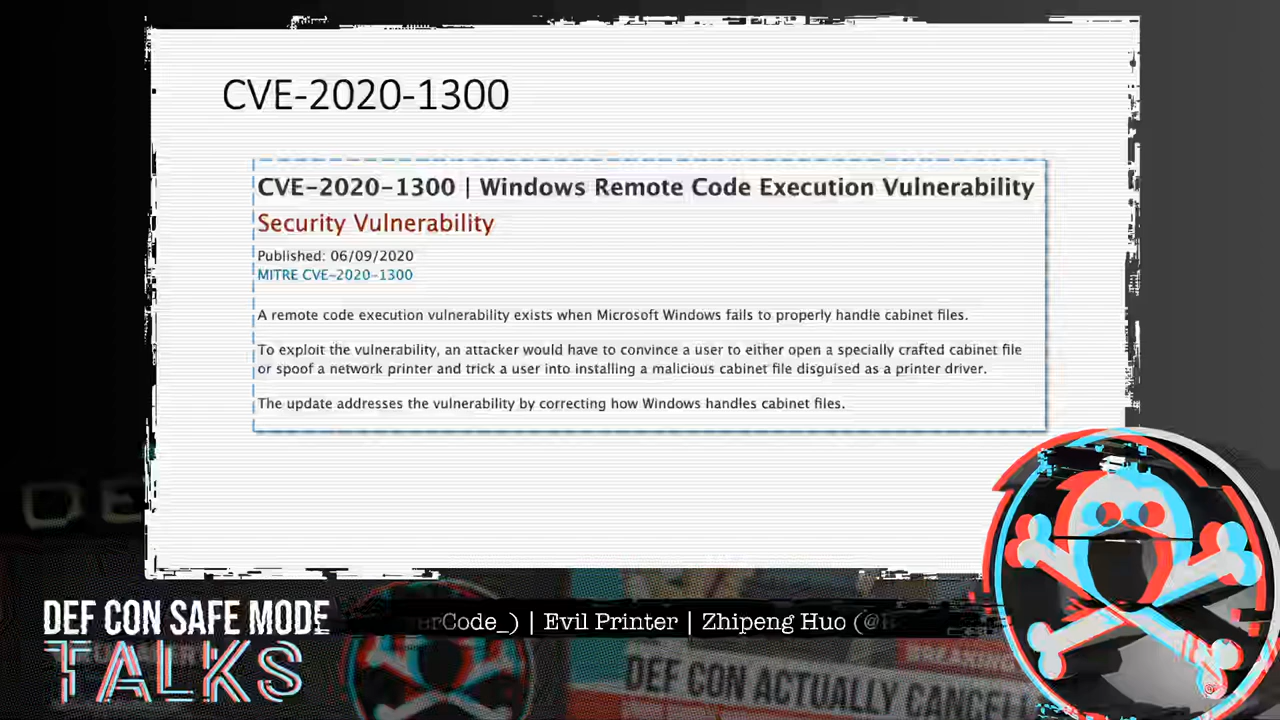 CVE-2020-1300
CVE-2020-1300 | Windows Remote Code Execution Vulnerability
Security Vulnerability
Published: 06/09/2020
MITRE CVE-2020-1300
A remote code execution vulnerability exists when Microsoft Windows fails to properly handle cabinet files.
To exploit the vulnerability, an attacker would have to convince a user to either open a specially crafted cabinet file
or spoof a network printer and trick a user into installing a malicious cabinet file disguised as a printer driver.
The update addresses the vulnerability by correcting how Windows handles cabinet files.
DEF CON SAFE MODE
TALKS
rCode_) | Evil Printer | Zhipeng Huo (@
DEF CON ACTUALLY CANCEL